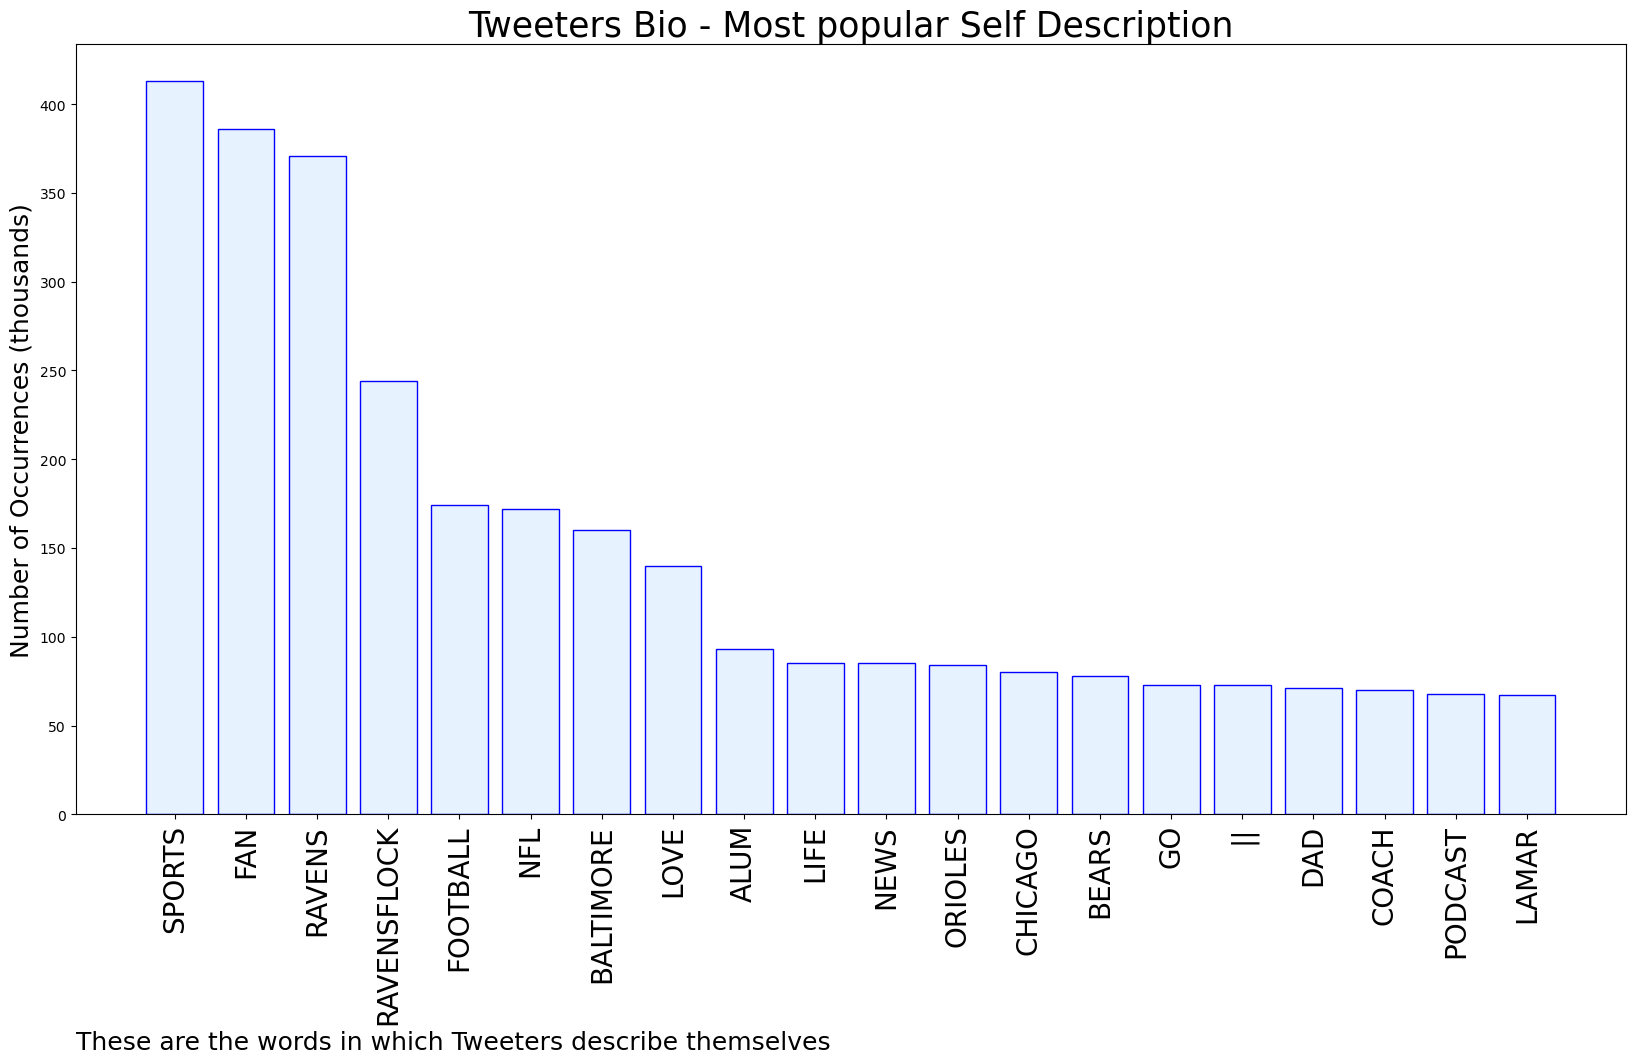 Tweeters Bio - Most popular Self Description
Number of Occurrences (thousands)
400
350
300
250
200
150
100
50
0
SPORTS
FAN
RAVENS
RAVENSFLOCK
FOOTBALL
NFL
BALTIMORE
LOVE
ALUM
LIFE
NEWS
ORIOLES
CHICAGO
BEARS
GO
||
DAD
COACH
PODCAST
LAMAR
These are the words in which Tweeters describe themselves